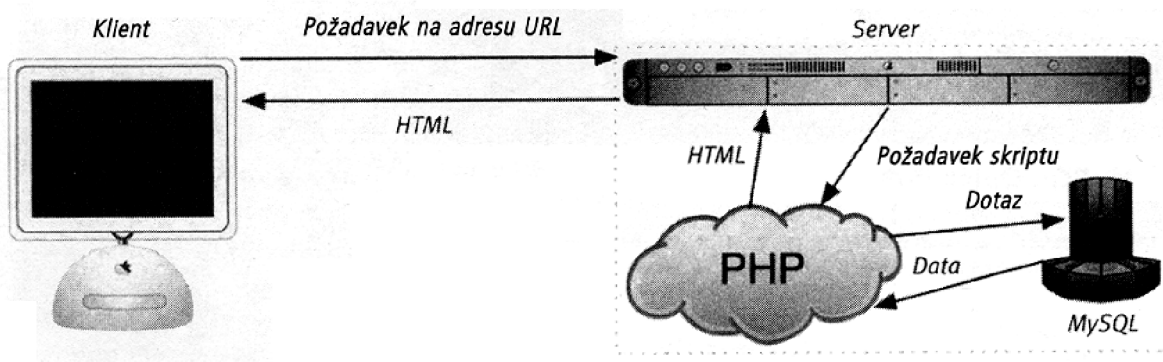 Klient
Požadavek na adresu URL
Server
HTML
HTML
Požadavek skriptu
Dotaz
PHP
Data
MySQL